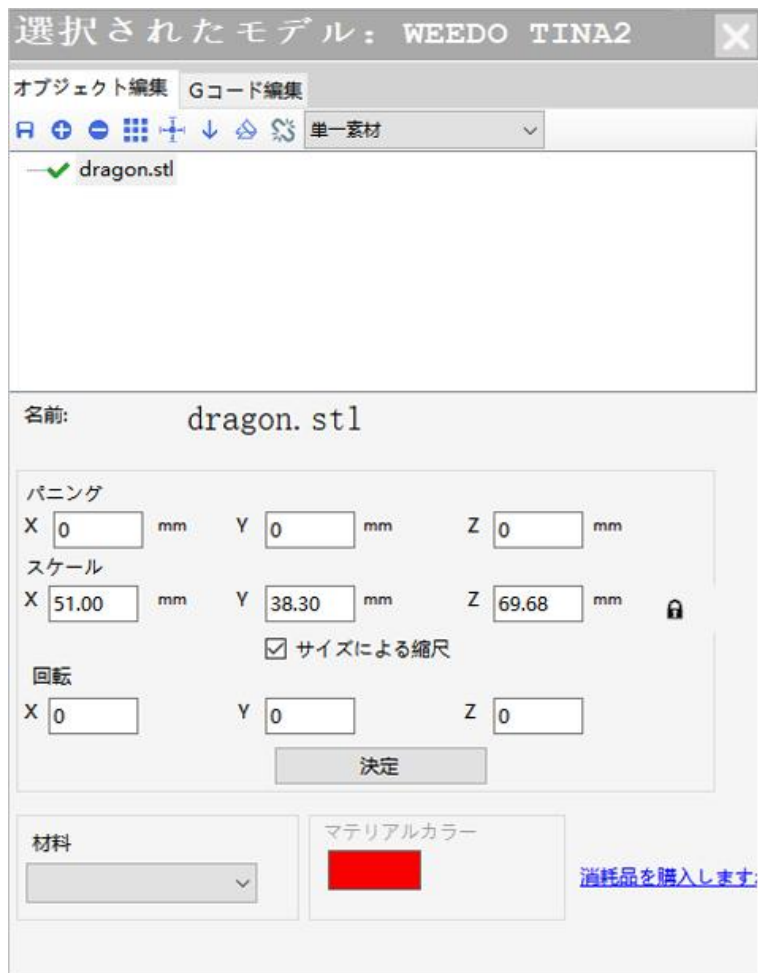 選択されたモデル: WEEDO TINA2
オブジェクト編集 Gコード編集
単一素材
dragon.stl
名前: dragon.stl
パニング
X 0 mm Y 0 mm Z 0 mm
スケール
X 51.00 mm Y 38.30 mm Z 69.68 mm
サイズによる縮尺
回転
X 0 Y 0 Z 0
決定
材料 マテリアルカラー
消耗品を購入します